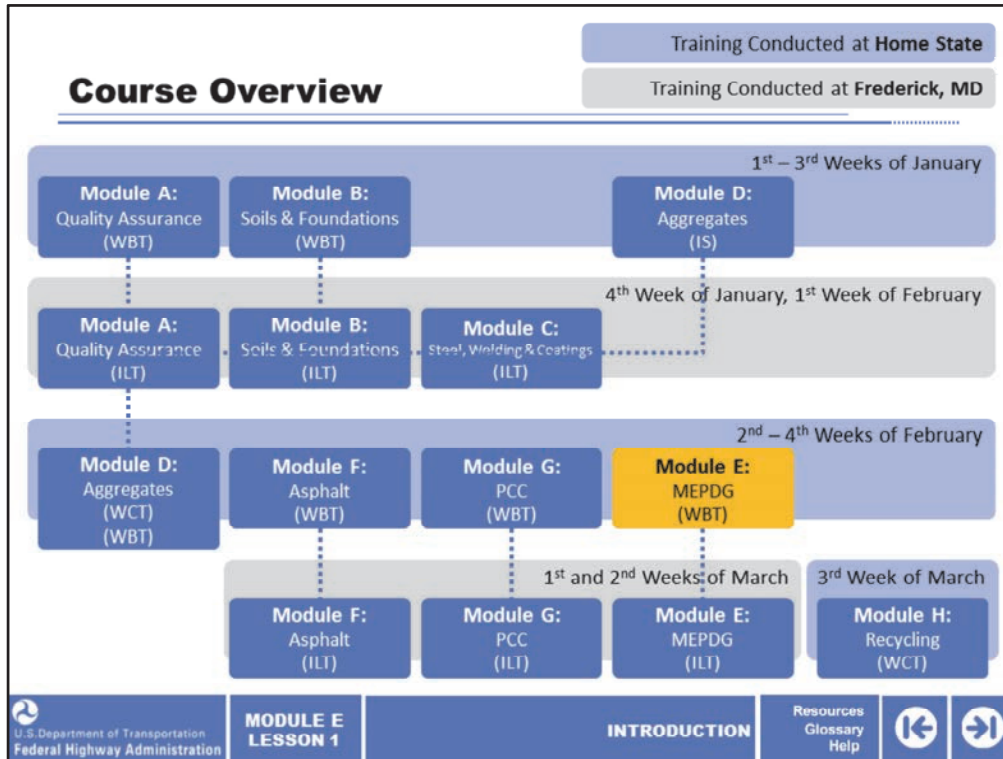 Training Conducted at Home State
Training Conducted at Frederick, MD
Course Overview
1st – 3rd Weeks of January
Module A:
Quality Assurance
(WBT)
Module B:
Soils & Foundations
(WBT)
Module D:
Aggregates
(IS)
4th Week of January, 1st Week of February
Module A:
Quality Assurance
(ILT)
Module B:
Soils & Foundations
(ILT)
Module C:
Steel, Welding & Coatings
(ILT)
2nd – 4th Weeks of February
Module D:
Aggregates
(WCT)
(WBT)
Module F:
Asphalt
(WBT)
Module G:
PCC
(WBT)
Module E:
MEPDG
(WBT)
1st and 2nd Weeks of March
Module F:
Asphalt
(ILT)
Module G:
PCC
(ILT)
Module E:
MEPDG
(ILT)
3rd Week of March
Module H:
Recycling
(WCT)
U.S.Department of Transportation
Federal Highway Administration
MODULE E
LESSON 1
INTRODUCTION
Resources
Glossary
Help